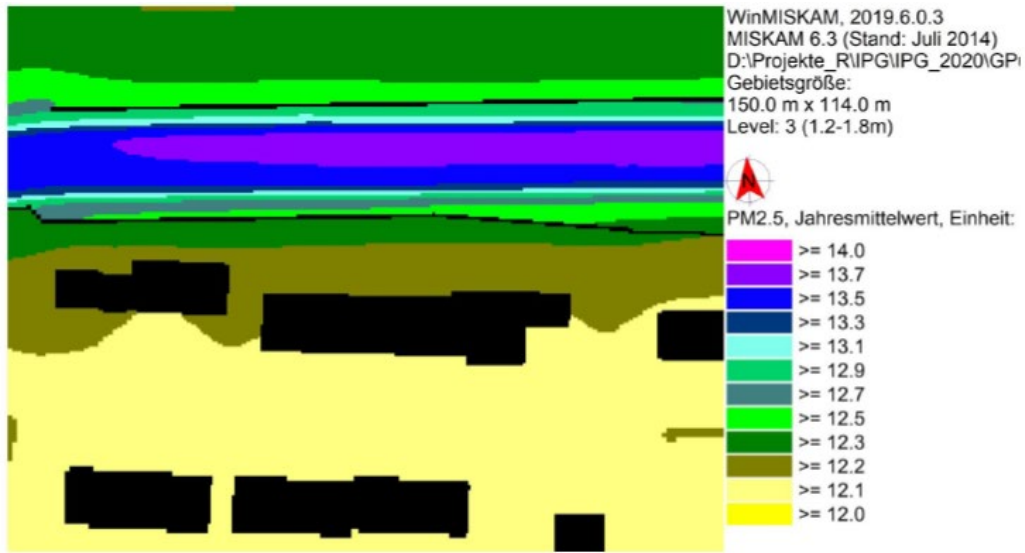 WinMISKAM, 2019.6.0.3
MISKAM 6.3 (Stand: Juli 2014)
D:\Projekte_R\IPG\IPG_2020\GP
Gebietsgröße:
150.0 m x 114.0 m
Level: 3 (1.2-1.8m)
N
PM2.5, Jahresmittelwert, Einheit:
>= 14.0
>= 13.7
>= 13.5
>= 13.3
>= 13.1
>= 12.9
>= 12.7
>= 12.5
>= 12.3
>= 12.2
>= 12.1
>= 12.0